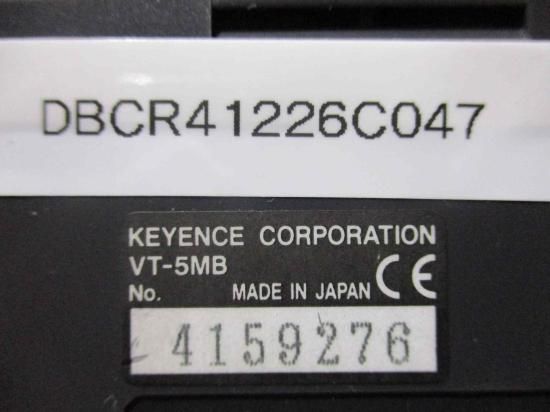 DBCR41226C047
KEYENCE CORPORATION
VT-5MB
No. MADE IN JAPAN CE
4159276